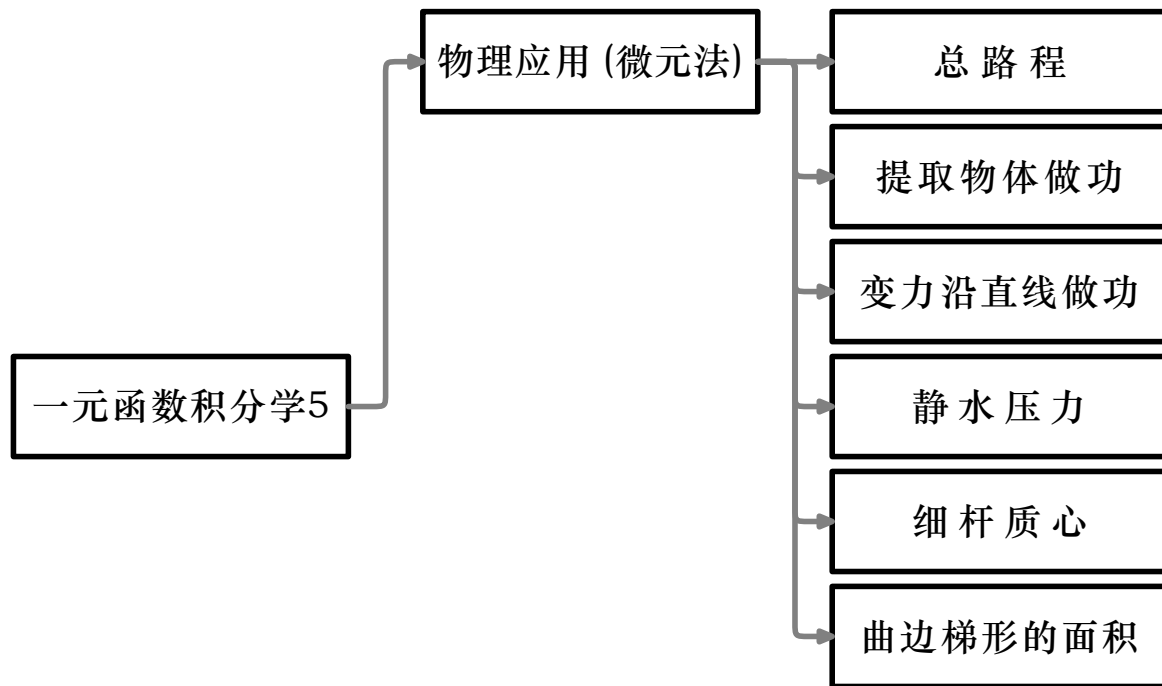 物理应用 (微元法)
总路程
提取物体做功
变力沿直线做功
一元函数积分学5
静水压力
细杆质心
曲边梯形的面积